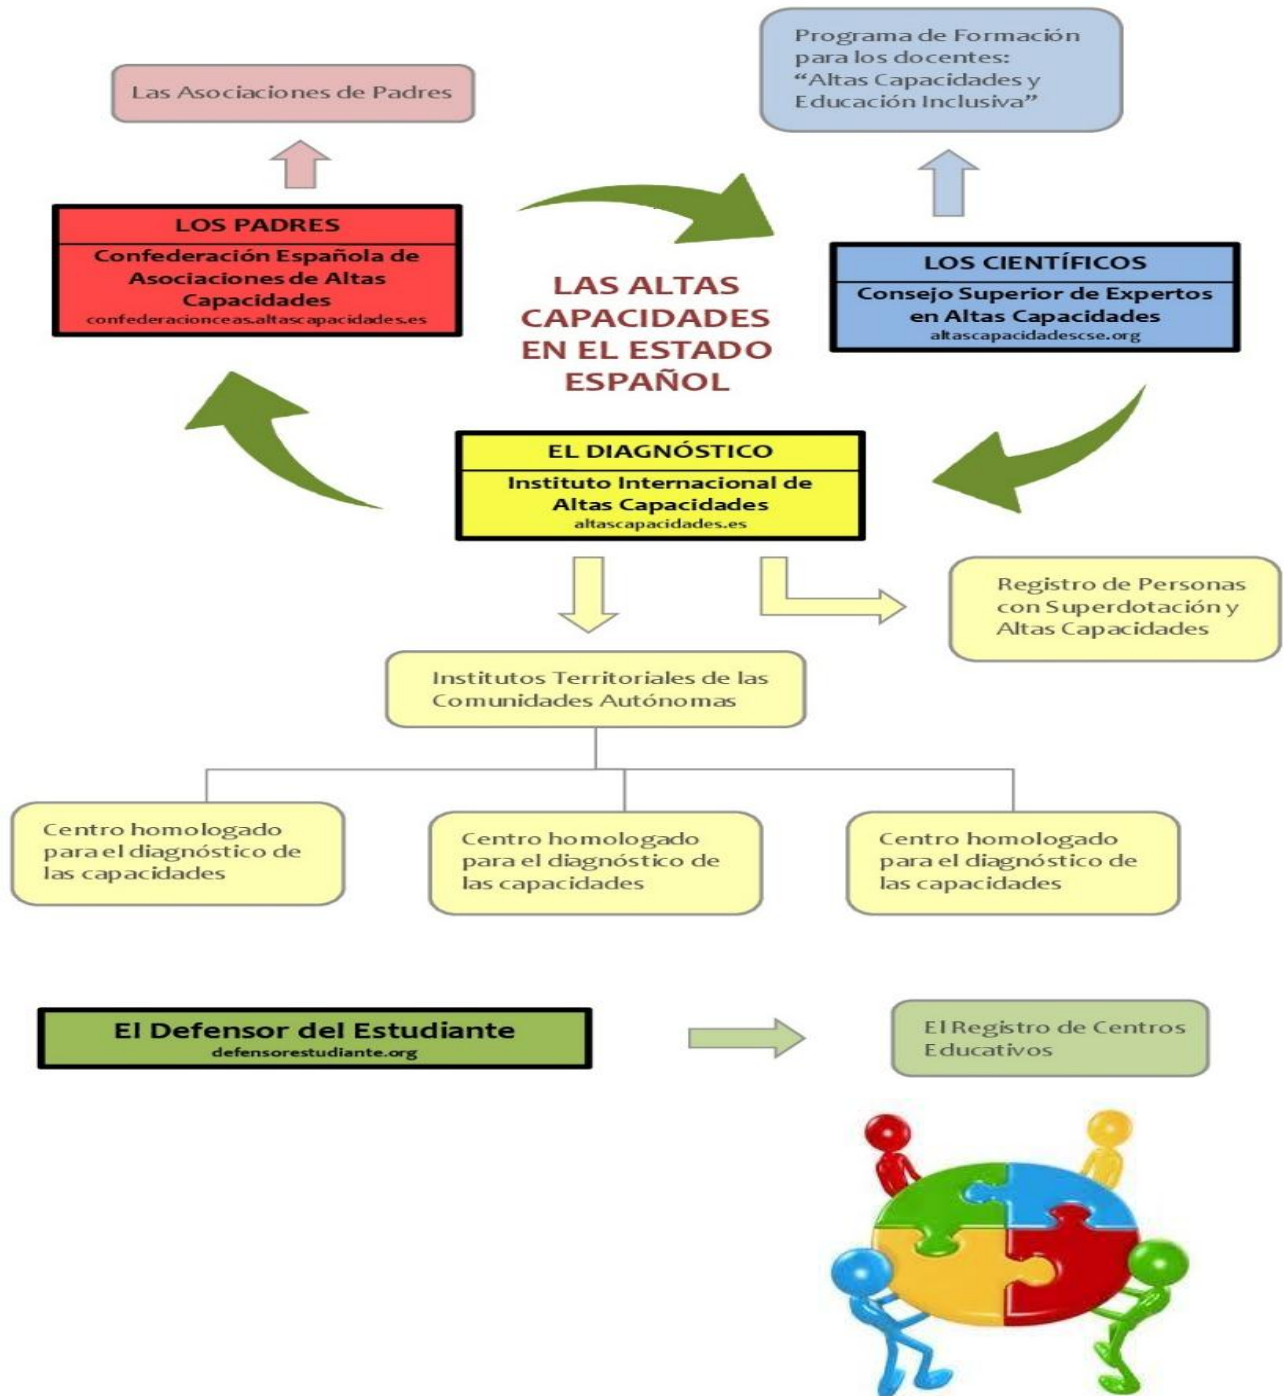 Programa de Formación
para los docentes:
“Altas Capacidades y
Educación Inclusiva”
Las Asociaciones de Padres
LOS PADRES
Confederación Española de
Asociaciones de Altas
Capacidades
confederacionceas.altascapacidades.es
LOS CIENTÍFICOS
Consejo Superior de Expertos
en Altas Capacidades
altascapacidadescse.org
LAS ALTAS
CAPACIDADES
EN EL ESTADO
ESPAÑOL
EL DIAGNÓSTICO
Instituto Internacional de
Altas Capacidades
altascapacidades.es
Registro de Personas
con Superdotación y
Altas Capacidades
Institutos Territoriales de las
Comunidades Autónomas
Centro homologado
para el diagnóstico de
las capacidades
Centro homologado
para el diagnóstico de
las capacidades
Centro homologado
para el diagnóstico de
las capacidades
El Defensor del Estudiante
defensorestudiante.org
El Registro de Centros
Educativos